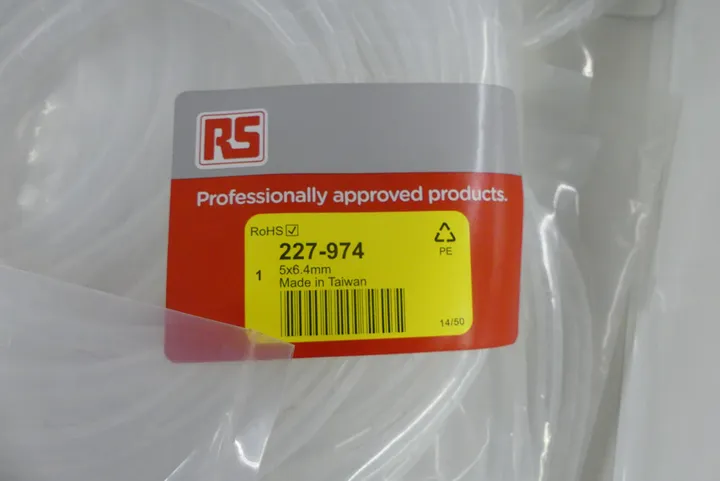 RS
Professionally approved products.
RoHS ☑
227-974
PE
1
5x6.4mm
Made in Taiwan
14/50